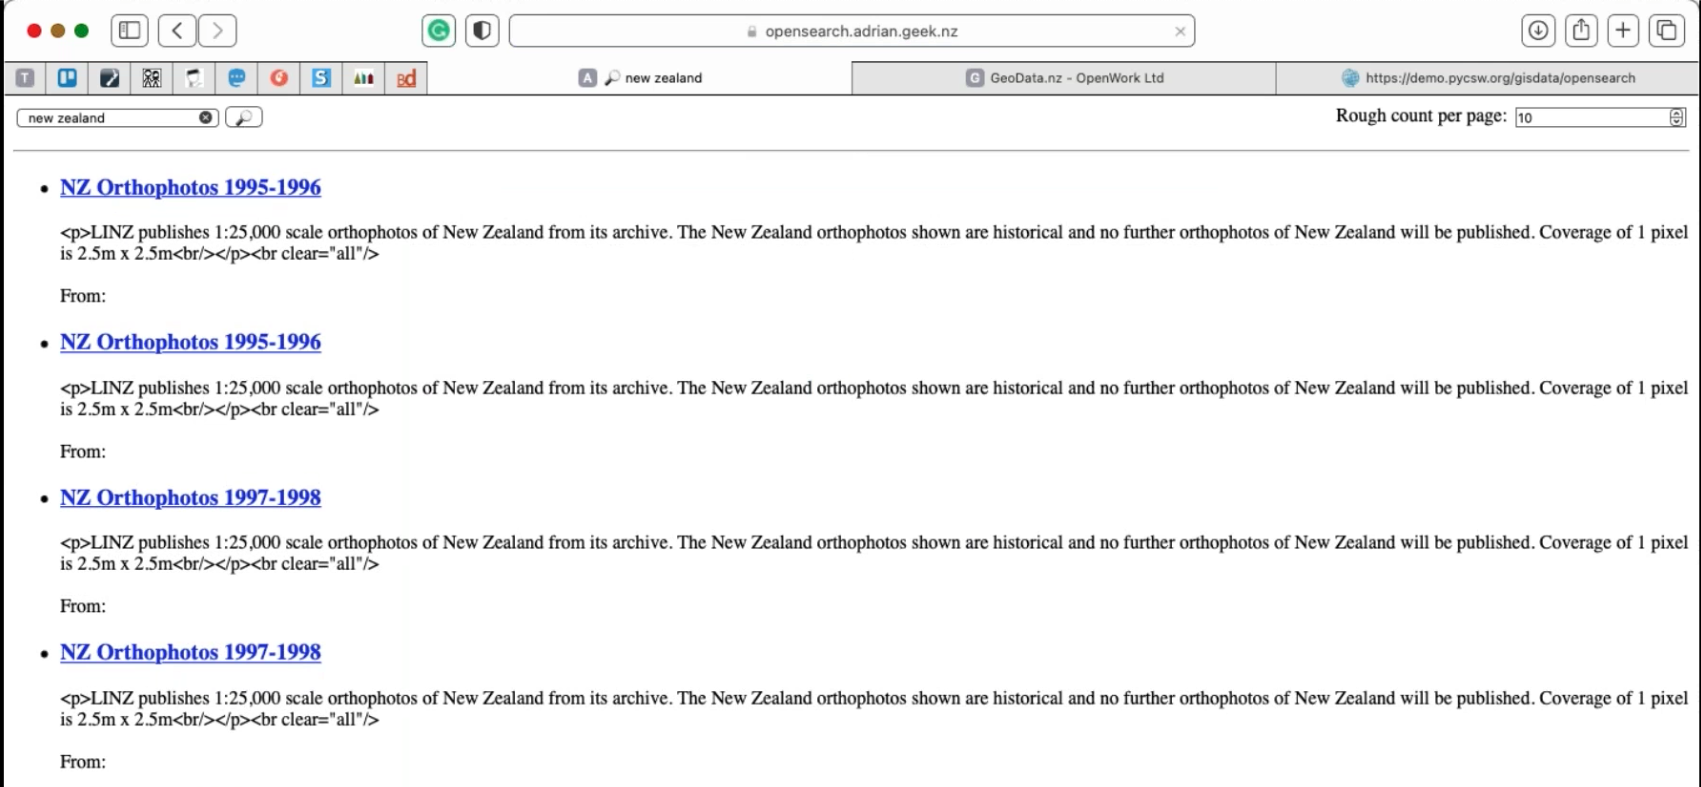 opensearch.adrian.geek.nz
T
S
Bd
A
new zealand
G
GeoData.nz - OpenWork Ltd
https://demo.pycsw.org/gisdata/opensearch
new zealand
Rough count per page: 10
NZ Orthophotos 1995-1996
<p>LINZ publishes 1:25,000 scale orthophotos of New Zealand from its archive. The New Zealand orthophotos shown are historical and no further orthophotos of New Zealand will be published. Coverage of 1 pixel
is 2.5m x 2.5m<br/></p><br clear="all"/>
From:
NZ Orthophotos 1995-1996
<p>LINZ publishes 1:25,000 scale orthophotos of New Zealand from its archive. The New Zealand orthophotos shown are historical and no further orthophotos of New Zealand will be published. Coverage of 1 pixel
is 2.5m x 2.5m<br/></p><br clear="all"/>
From:
NZ Orthophotos 1997-1998
<p>LINZ publishes 1:25,000 scale orthophotos of New Zealand from its archive. The New Zealand orthophotos shown are historical and no further orthophotos of New Zealand will be published. Coverage of 1 pixel
is 2.5m x 2.5m<br/></p><br clear="all"/>
From:
NZ Orthophotos 1997-1998
<p>LINZ publishes 1:25,000 scale orthophotos of New Zealand from its archive. The New Zealand orthophotos shown are historical and no further orthophotos of New Zealand will be published. Coverage of 1 pixel
is 2.5m x 2.5m<br/></p><br clear="all"/>
From: